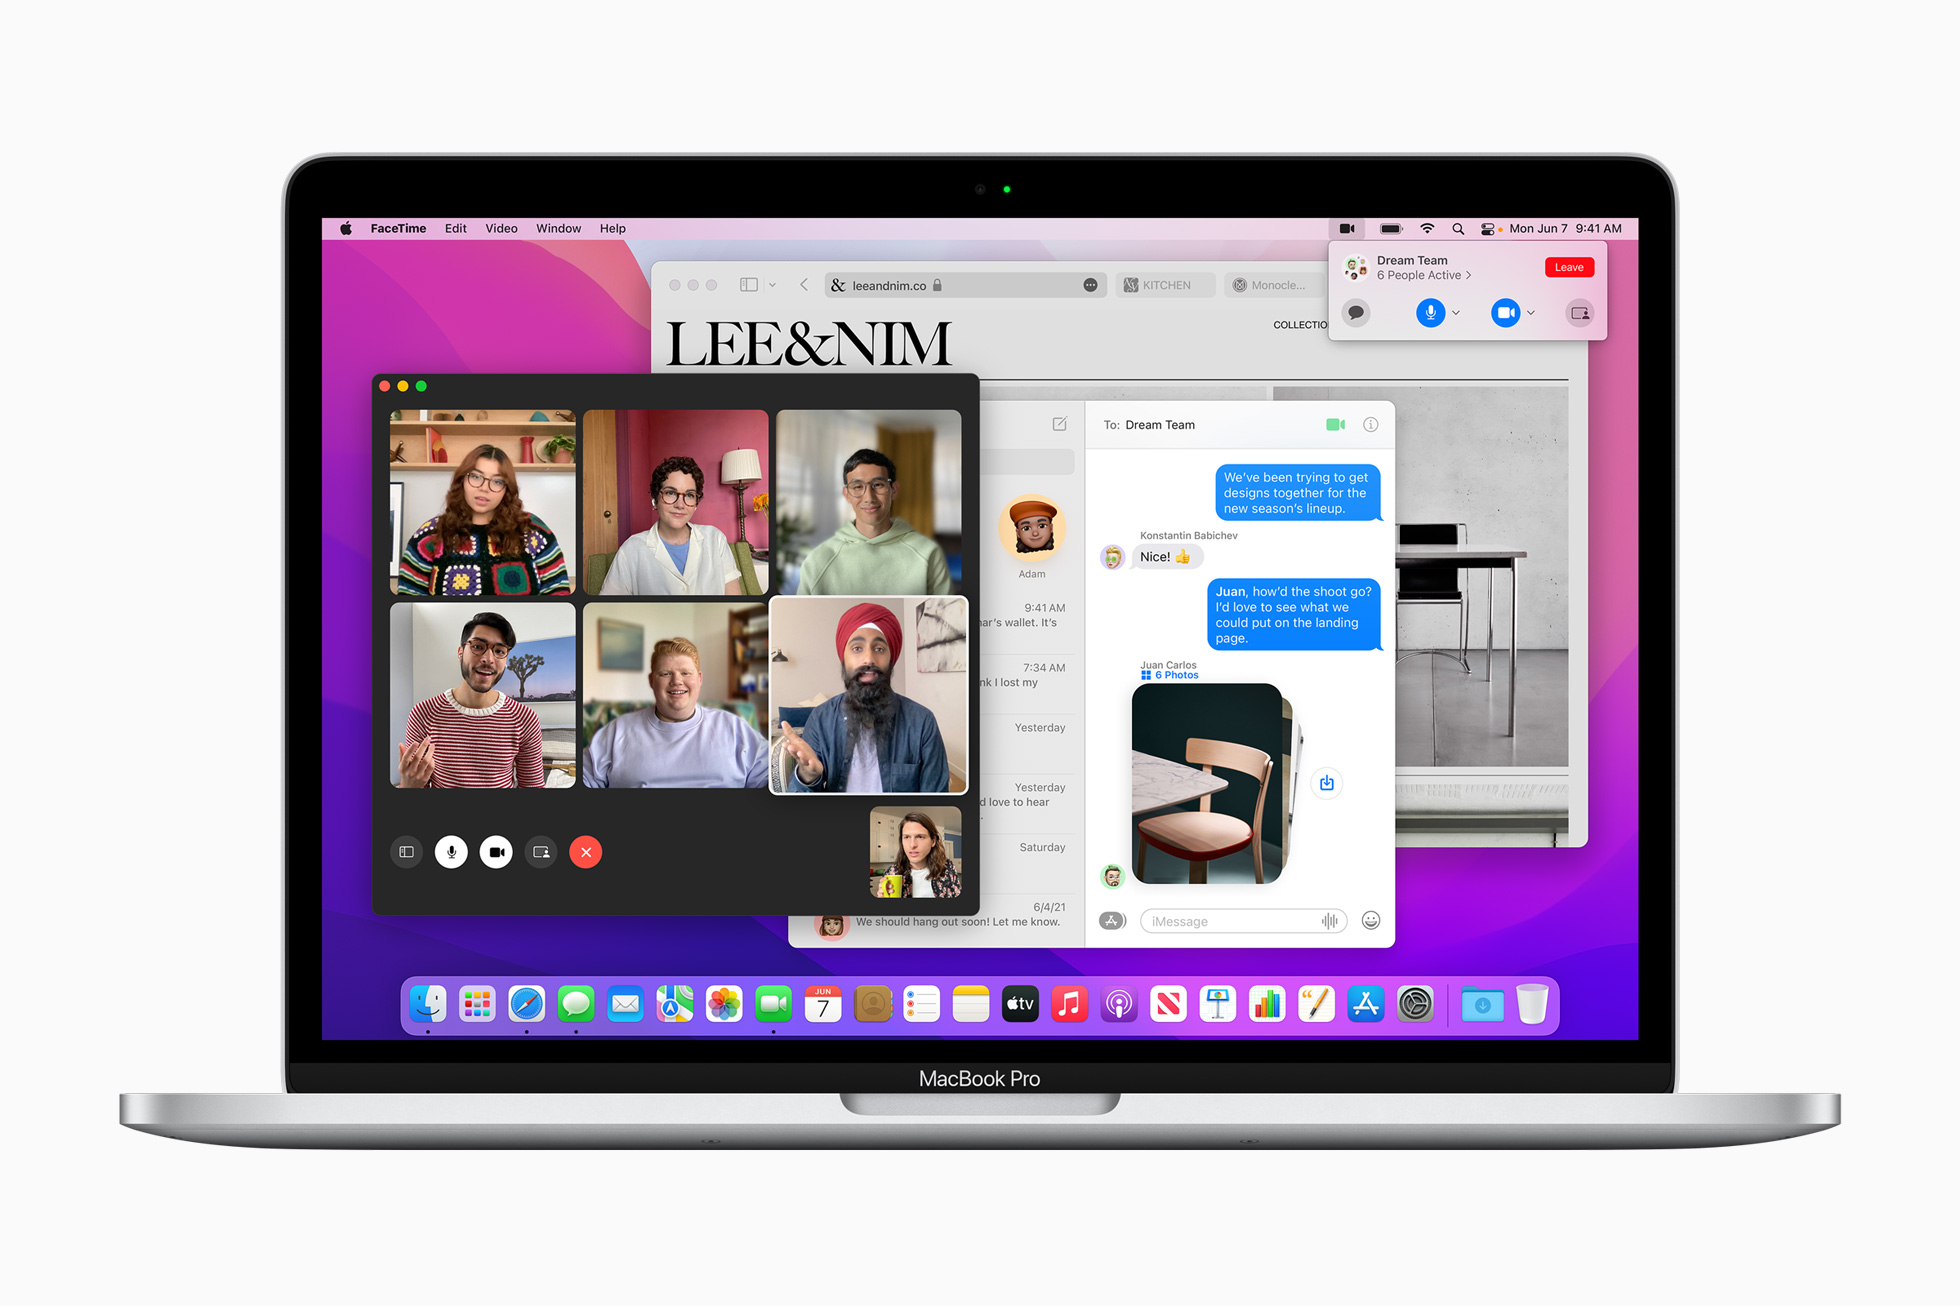 FaceTime Edit Video Window Help
Mon Jun 7 9:41 AM
Dream Team
6 People Active >
Leave
& leeandnim.co
KITCHEN
Monocle...
LEE&NIM
COLLECTIO
To: Dream Team
We've been trying to get
designs together for the
new season's lineup.
Konstantin Babichev
Nice! 👍
Juan, how'd the shoot go?
I'd love to see what we
could put on the landing
page.
Juan Carlos
6 Photos
iMessage
Adam
9:41 AM
ar's wallet. It's
7:34 AM
nk I lost my
Yesterday
Yesterday
d love to hear
Saturday
6/4/21
We should hang out soon! Let me know.
JUN
7
tv
MacBook Pro